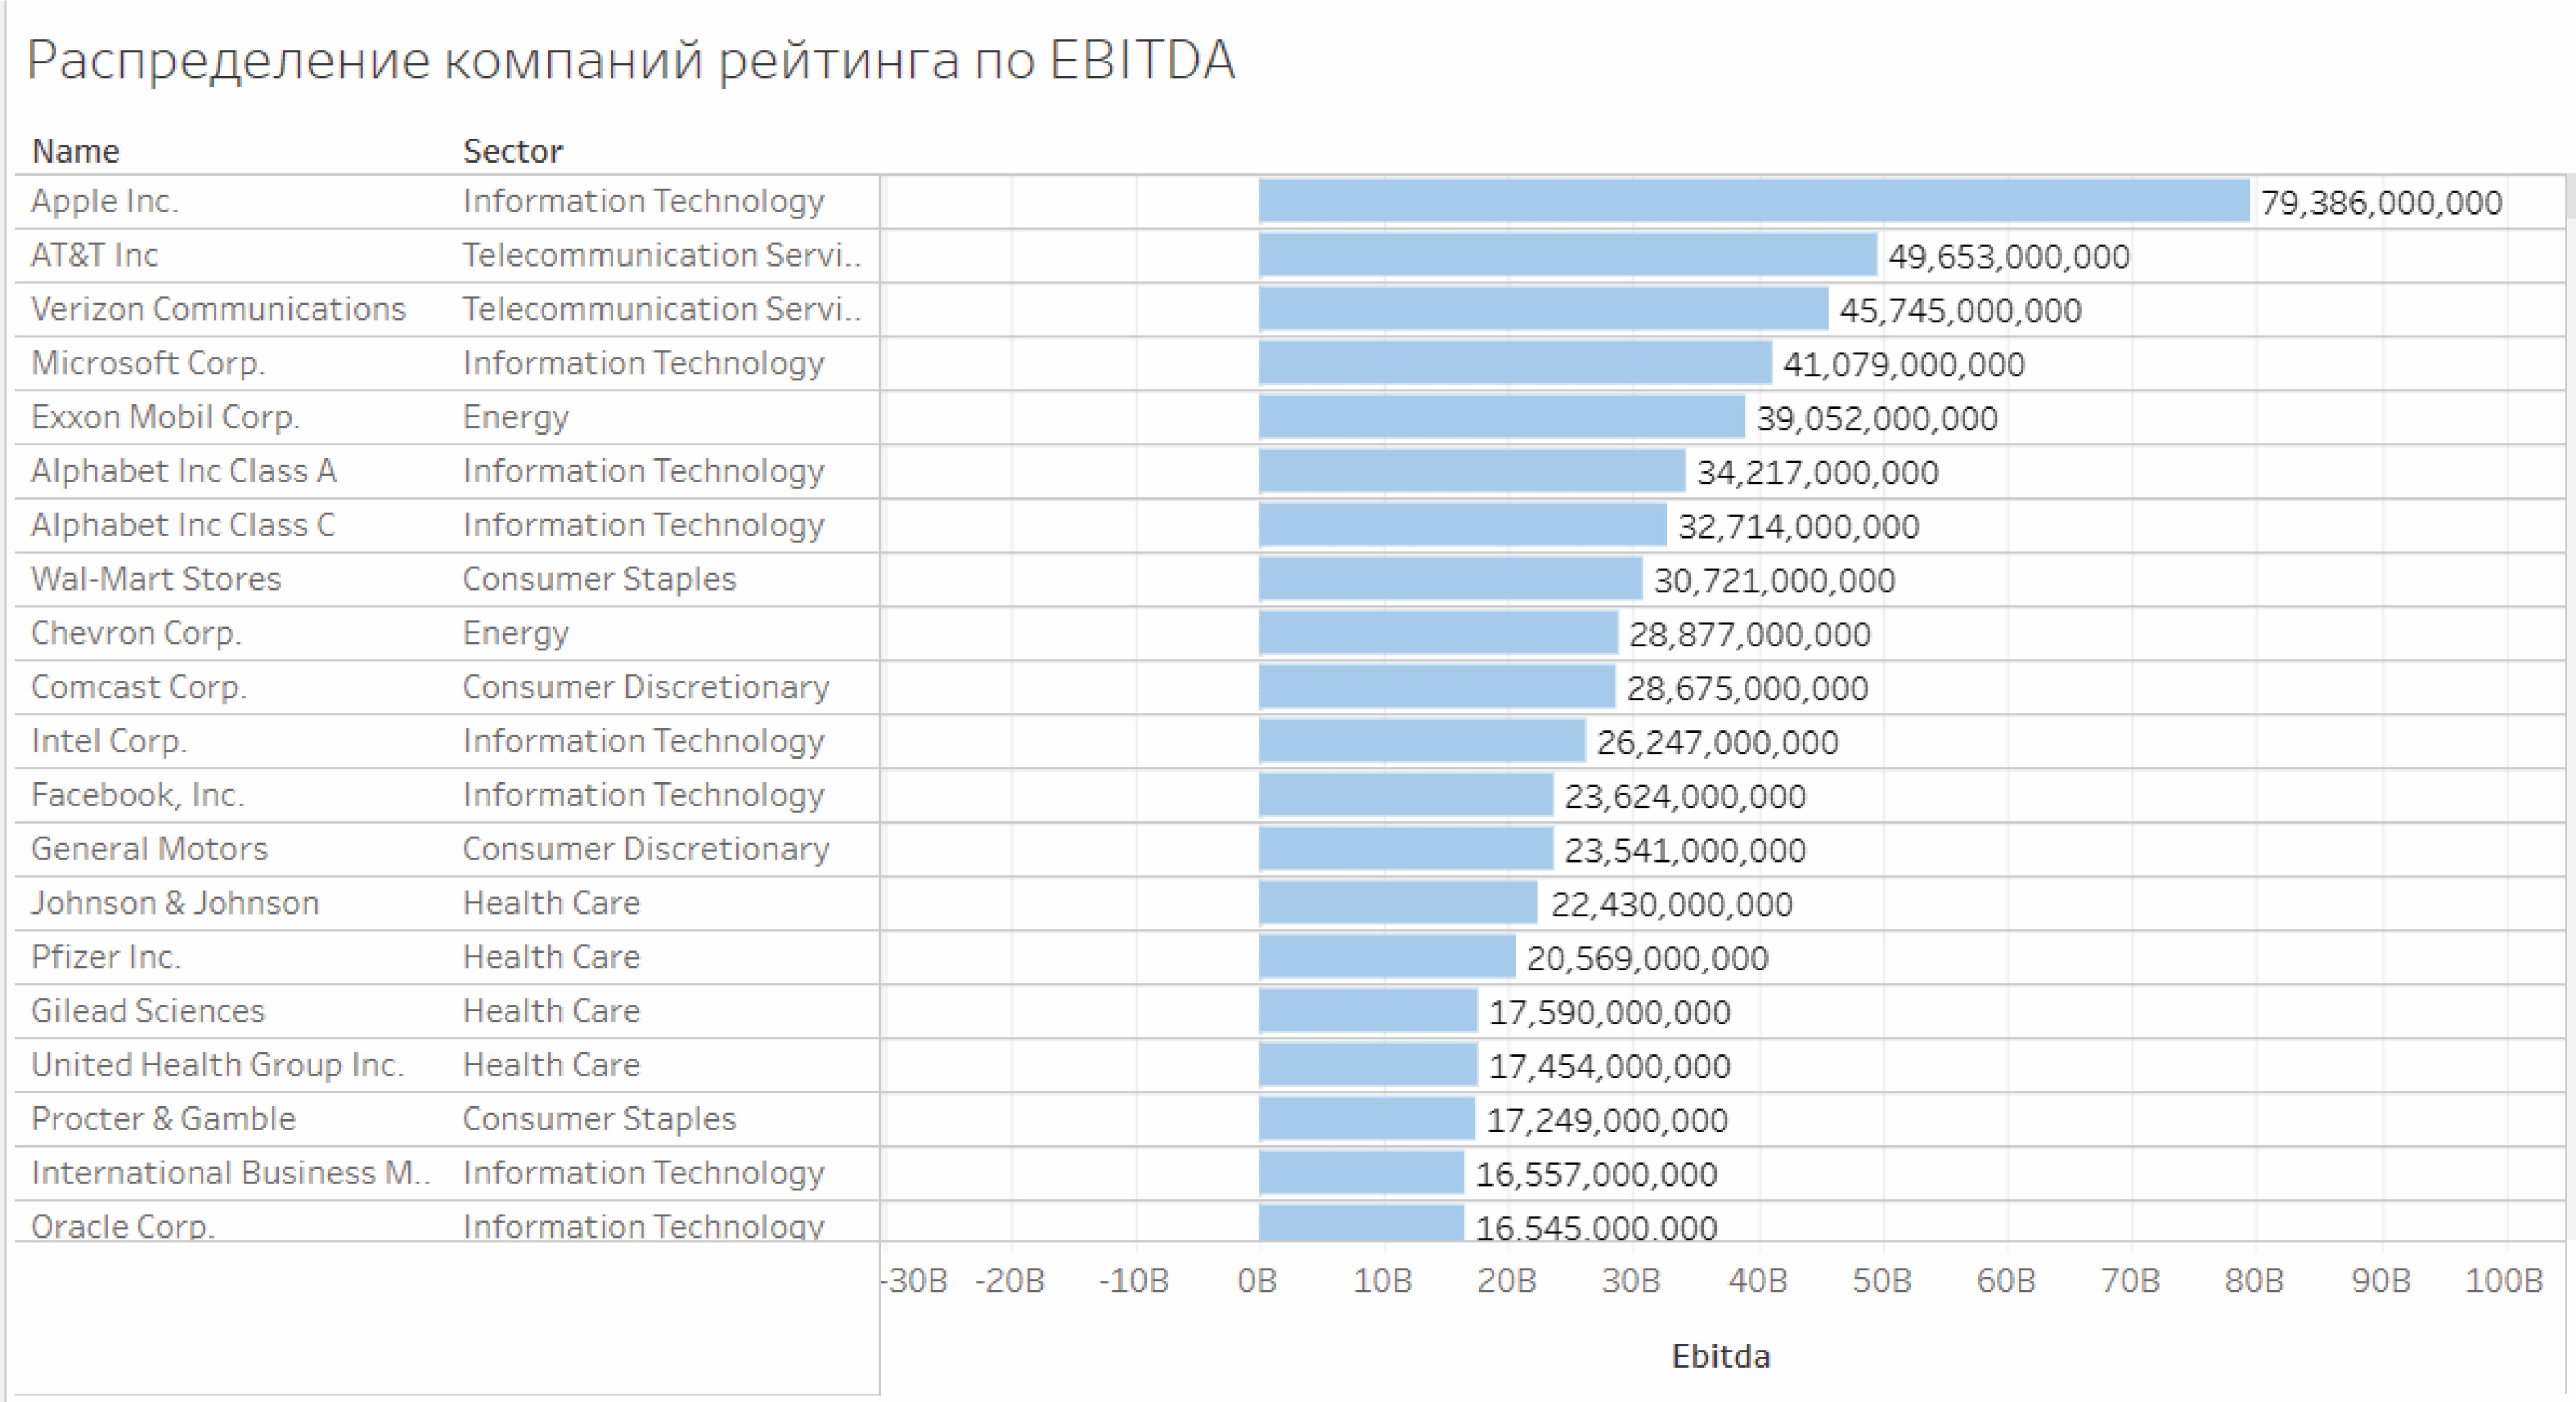 Распределение компаний рейтинга по EBITDA
Name Sector
Apple Inc. Information Technology 79,386,000,000
AT&T Inc Telecommunication Servi.. 49,653,000,000
Verizon Communications Telecommunication Servi.. 45,745,000,000
Microsoft Corp. Information Technology 41,079,000,000
Exxon Mobil Corp. Energy 39,052,000,000
Alphabet Inc Class A Information Technology 34,217,000,000
Alphabet Inc Class C Information Technology 32,714,000,000
Wal-Mart Stores Consumer Staples 30,721,000,000
Chevron Corp. Energy 28,877,000,000
Comcast Corp. Consumer Discretionary 28,675,000,000
Intel Corp. Information Technology 26,247,000,000
Facebook, Inc. Information Technology 23,624,000,000
General Motors Consumer Discretionary 23,541,000,000
Johnson & Johnson Health Care 22,430,000,000
Pfizer Inc. Health Care 20,569,000,000
Gilead Sciences Health Care 17,590,000,000
United Health Group Inc. Health Care 17,454,000,000
Procter & Gamble Consumer Staples 17,249,000,000
International Business M.. Information Technology 16,557,000,000
Oracle Corp. Information Technology 16,545,000,000
-30B -20B -10B 0B 10B 20B 30B 40B 50B 60B 70B 80B 90B 100B
Ebitda